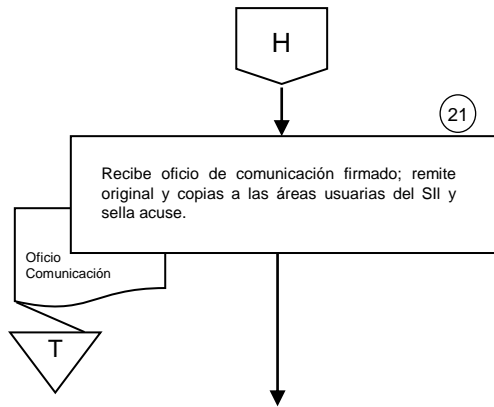 H
21
Recibe oficio de comunicación firmado; remite
original y copias a las áreas usuarias del SII y
sella acuse.
Oficio
Comunicación
T